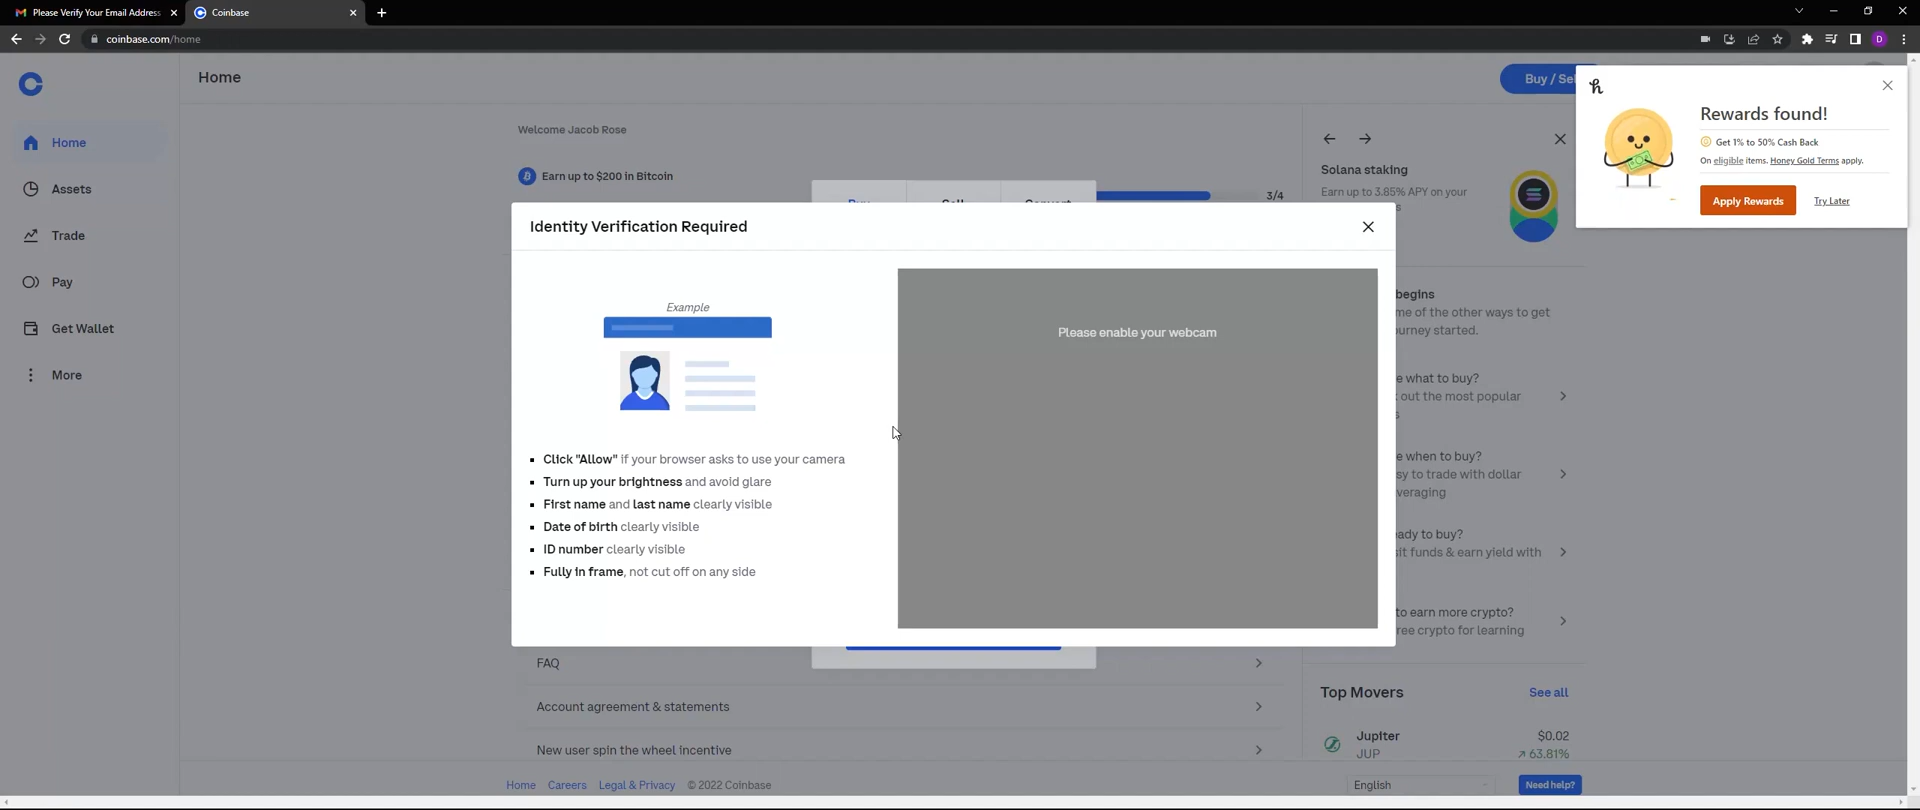 Please Verify Your Email Address
Coinbase
coinbase.com/home
D
Home
Buy / Sel
Home
Assets
Trade
Pay
Get Wallet
More
Welcome Jacob Rose
Earn up to $200 in Bitcoin
3/4
Sell
Convert
Identity Verification Required
Example
Click "Allow" if your browser asks to use your camera
Turn up your brightness and avoid glare
First name and last name clearly visible
Date of birth clearly visible
ID number clearly visible
Fully in frame, not cut off on any side
Please enable your webcam
FAQ
Account agreement & statements
New user spin the wheel incentive
Solana staking
Earn up to 3.85% APY on your
begins
me of the other ways to get
urney started.
e what to buy?
out the most popular
s
e when to buy?
sy to trade with dollar
veraging
ady to buy?
it funds & earn yield with
to earn more crypto?
ree crypto for learning
Top Movers
See all
Jupiter
$0.02
JUP
↗ 63.81%
Home
Careers
Legal & Privacy
© 2022 Coinbase
English
Need help?
h
Rewards found!
Get 1% to 50% Cash Back
On eligible items. Honey Gold Terms apply.
Apply Rewards
Try Later